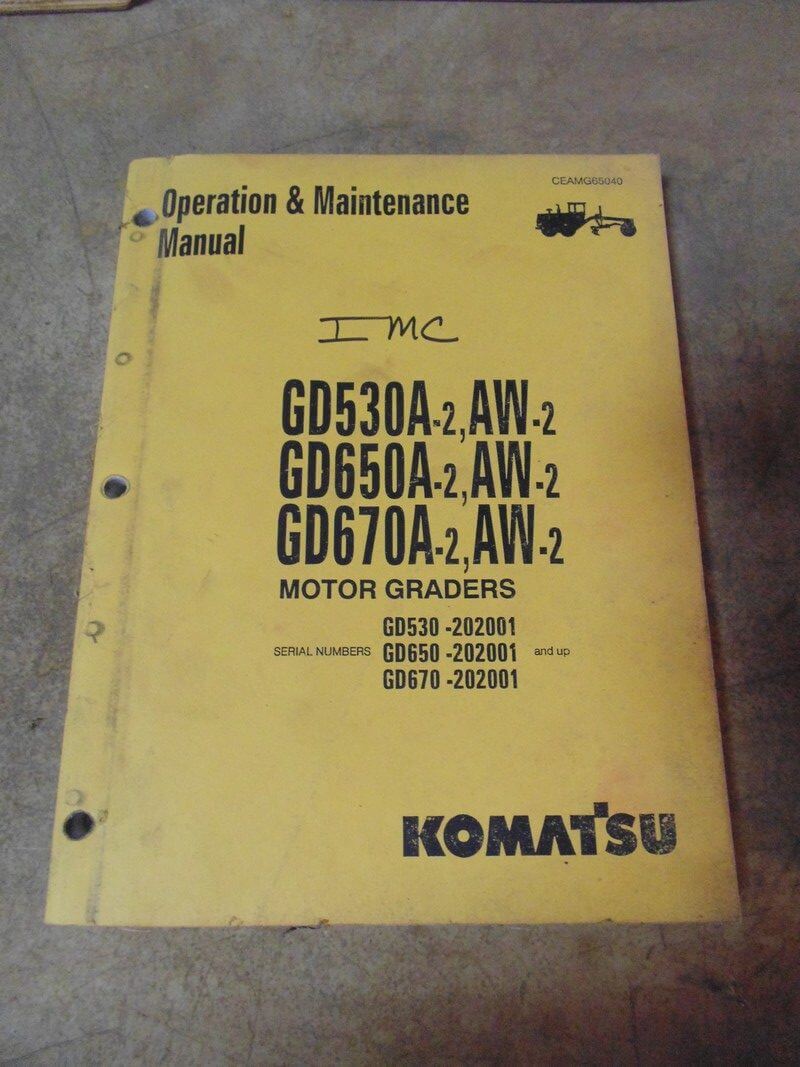 CEAMG65040
Operation & Maintenance
Manual
IMC
GD530A-2, AW-2
GD650A-2, AW-2
GD670A-2, AW-2
MOTOR GRADERS
GD530 -202001
SERIAL NUMBERS GD650 -202001 and up
GD670 -202001
KOMATSU